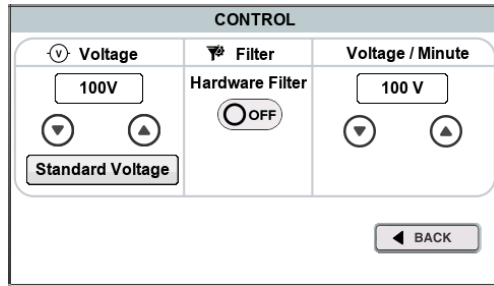 CONTROL
V Voltage
Filter
Voltage / Minute
100V
Hardware Filter
100 V
OFF
Standard Voltage
BACK